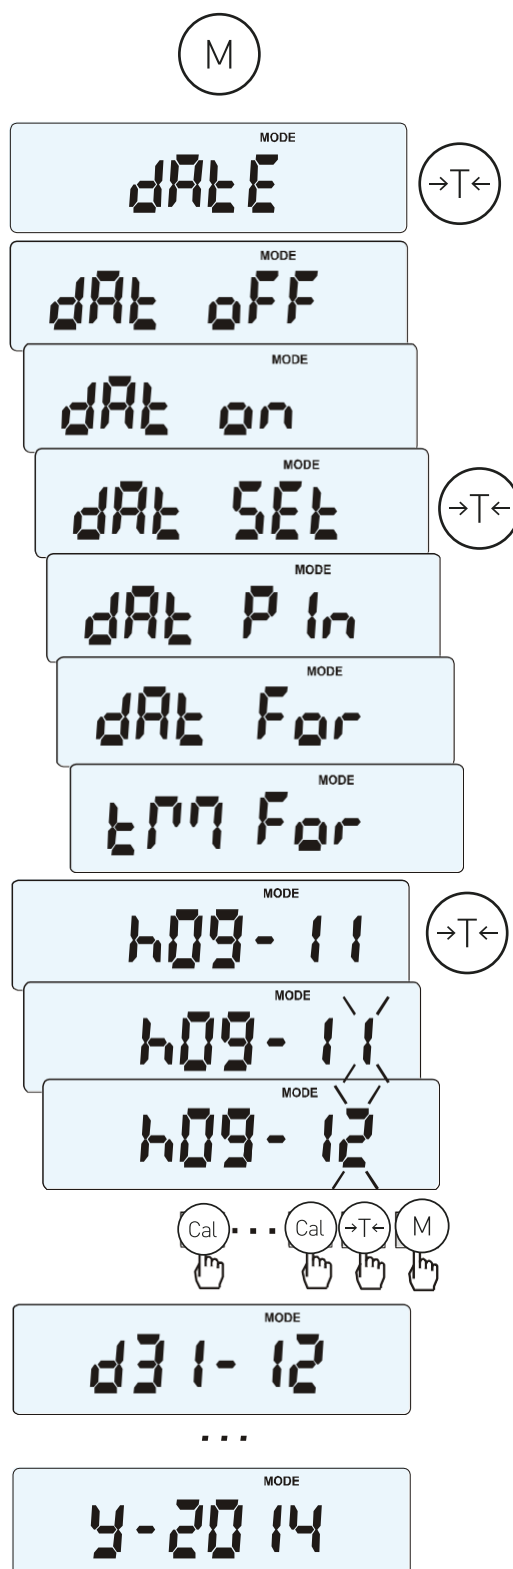 M
MODE
dAtE
→T←
MODE
dAt oFF
MODE
dAt on
MODE
dAt SEt
→T←
MODE
dAt PIn
MODE
dAt For
MODE
tM For
MODE
h09-11
→T←
MODE
h09-11
MODE
h09-12
Cal ... Cal →T← M
MODE
d31-12
...
MODE
y-2014